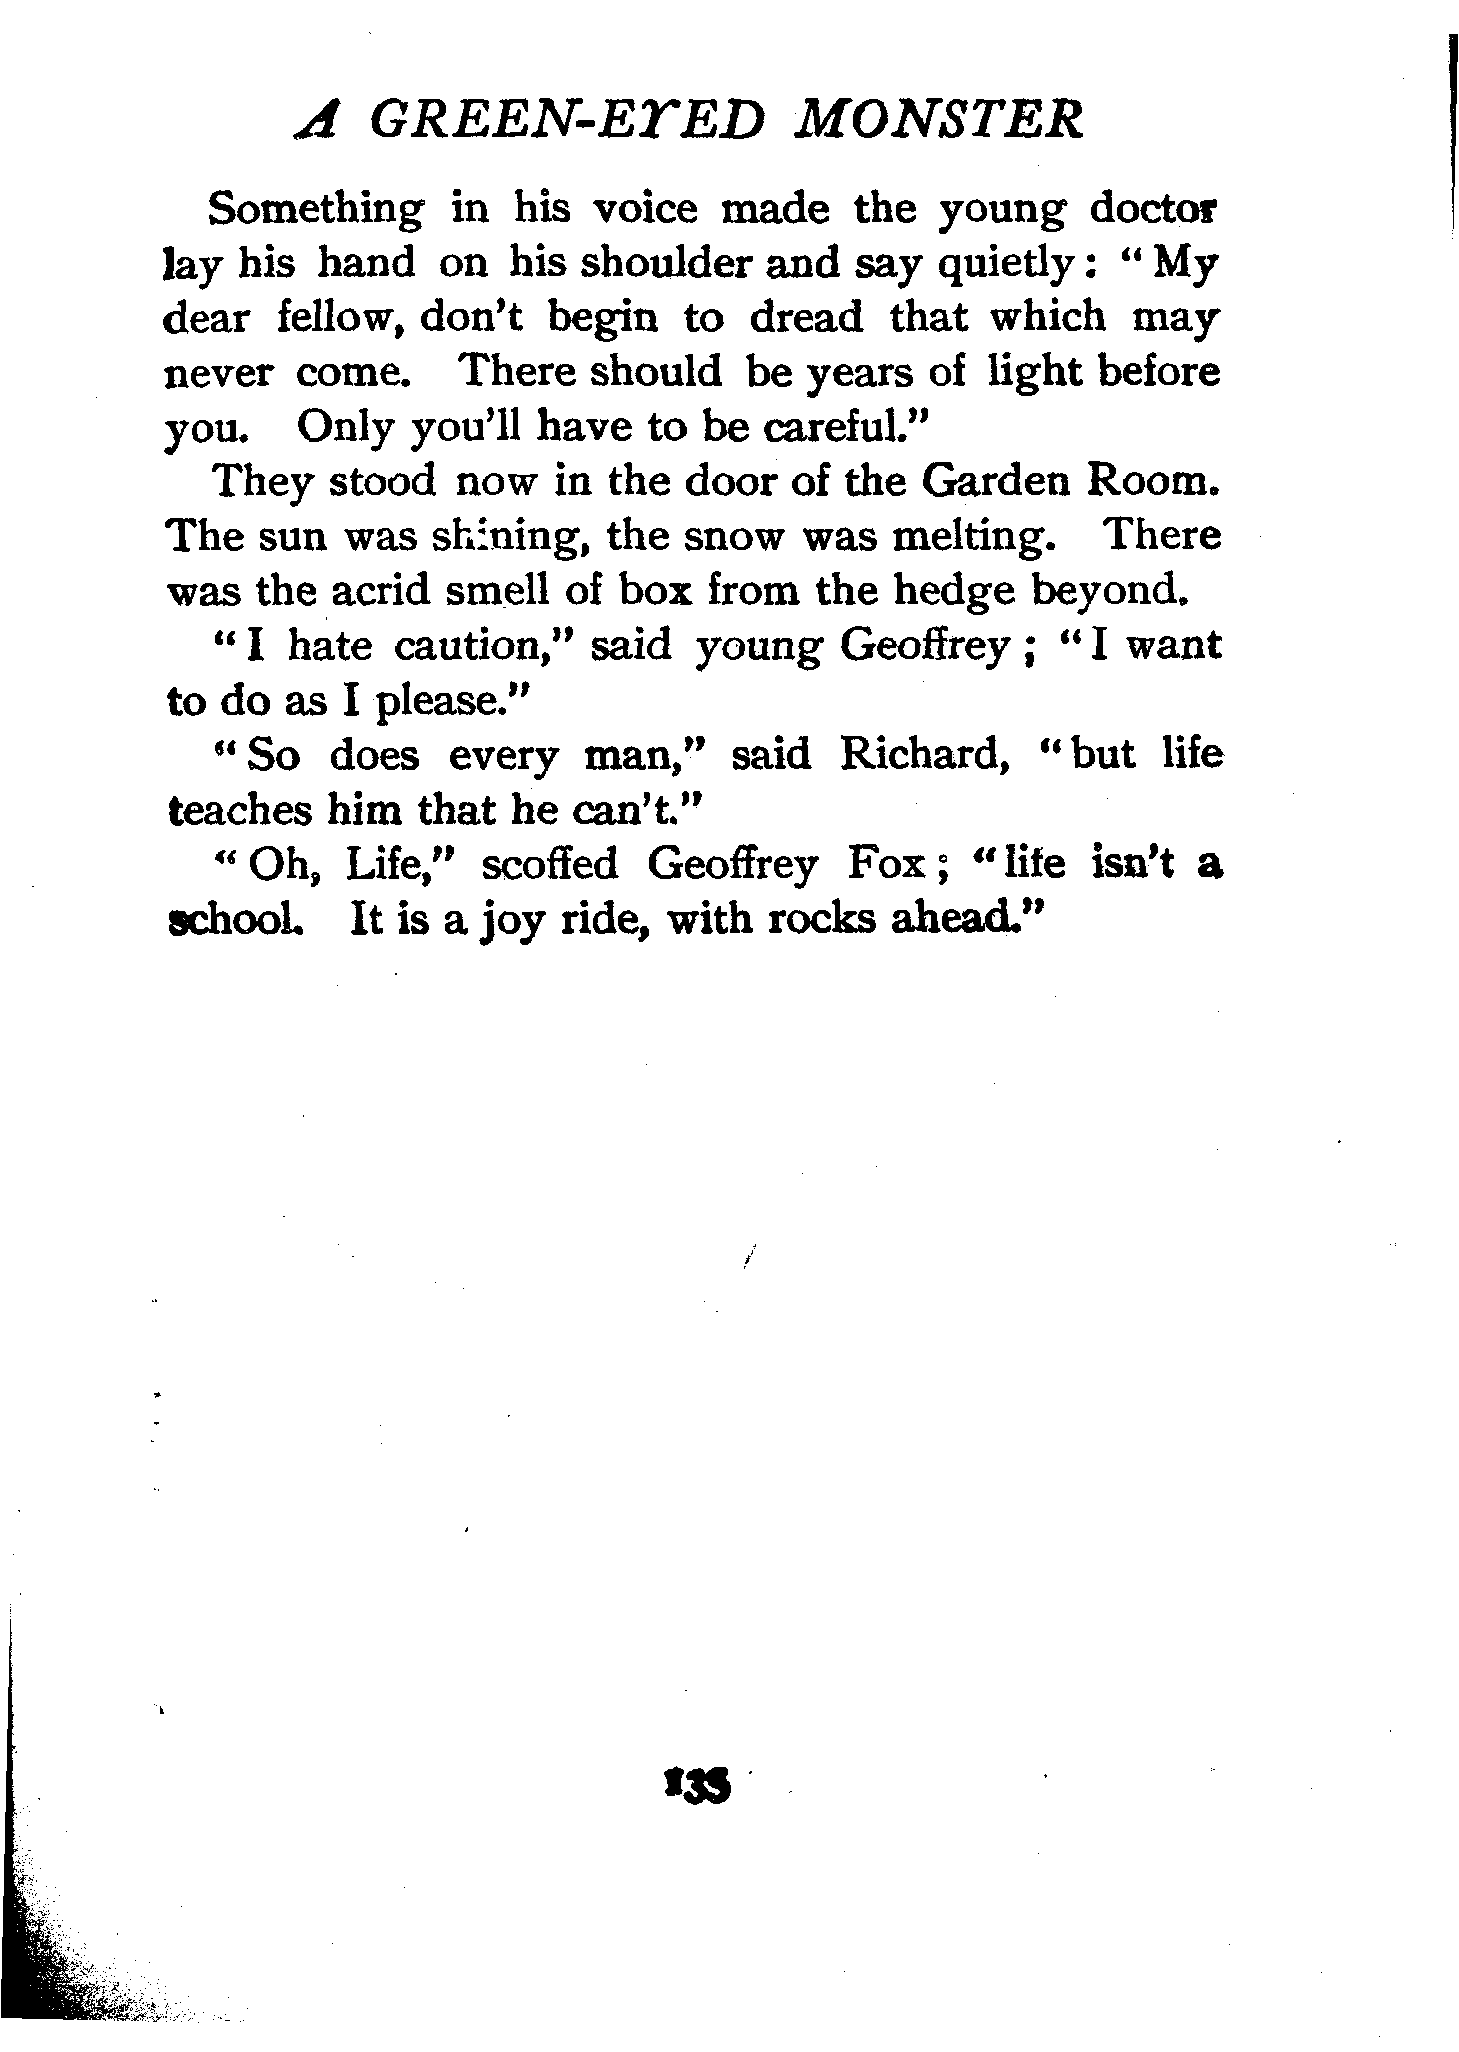 A GREEN-EYED MONSTER
Something in his voice made the young doctor
lay his hand on his shoulder and say quietly: “ My
dear fellow, don't begin to dread that which may
never come. There should be years of light before
you. Only you'll have to be careful.”
They stood now in the door of the Garden Room.
The sun was shining, the snow was melting. There
was the acrid smell of box from the hedge beyond.
“ I hate caution,” said young Geoffrey ; “ I want
to do as I please.”
“ So does every man,” said Richard, “ but life
teaches him that he can't.”
“ Oh, Life,” scoffed Geoffrey Fox ; “ life isn't a
school. It is a joy ride, with rocks ahead.”
135